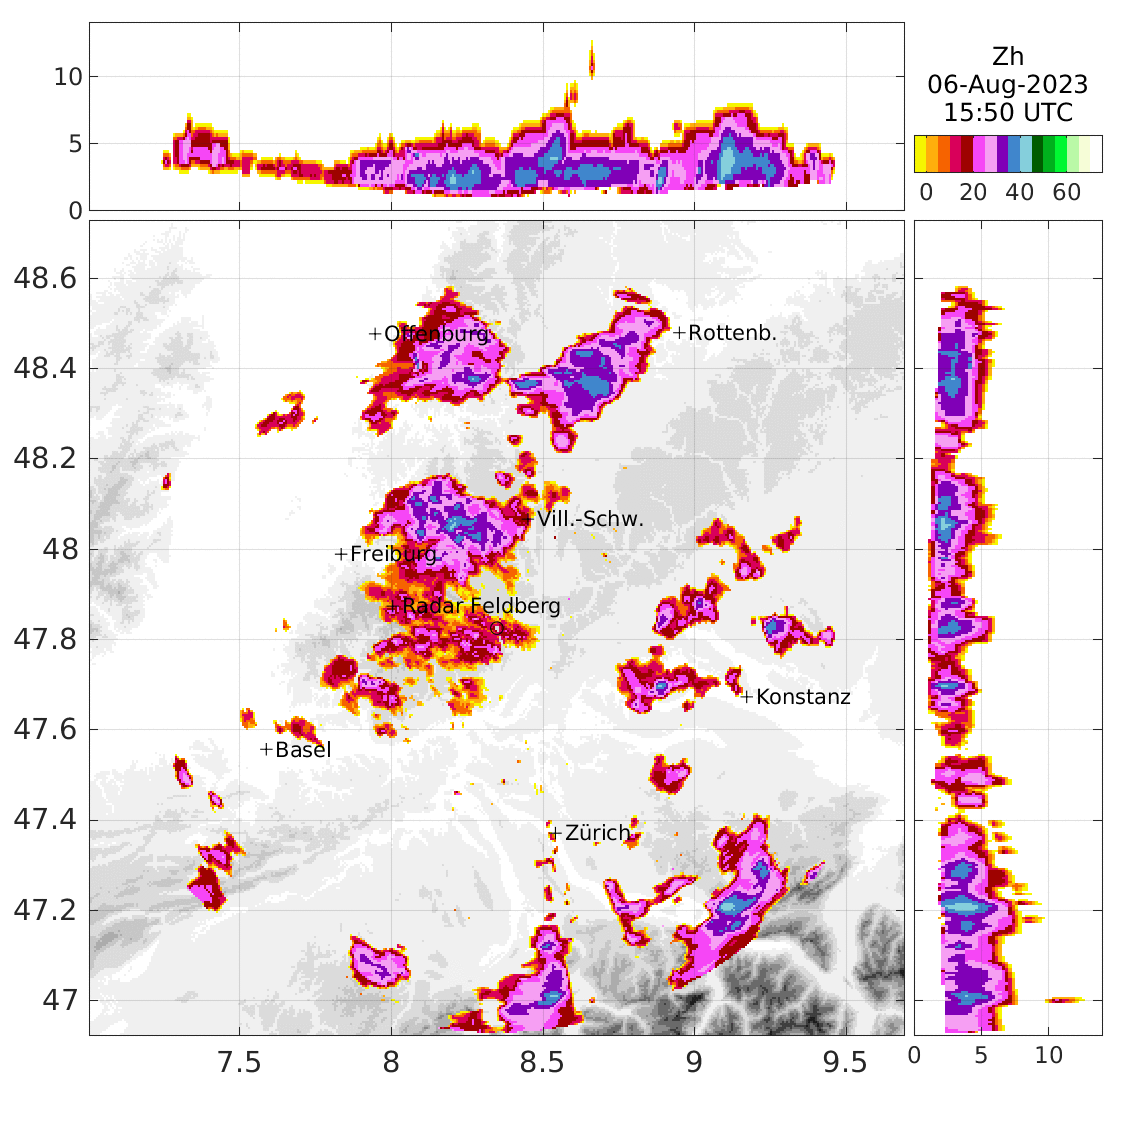 10
5
0
Zh
06-Aug-2023
15:50 UTC
0 20 40 60
48.6
48.4
48.2
48
47.8
47.6
47.4
47.2
47
+Offenburg
+Rottenb.
+Vill.-Schw.
+Freiburg
+Radar Feldberg
+Konstanz
+Basel
+Zürich
7.5 8 8.5 9 9.5
0 5 10